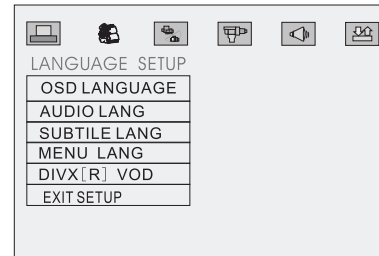 LANGUAGE SETUP
OSD LANGUAGE
AUDIO LANG
SUBTILE LANG
MENU LANG
DIVX[R] VOD
EXIT SETUP